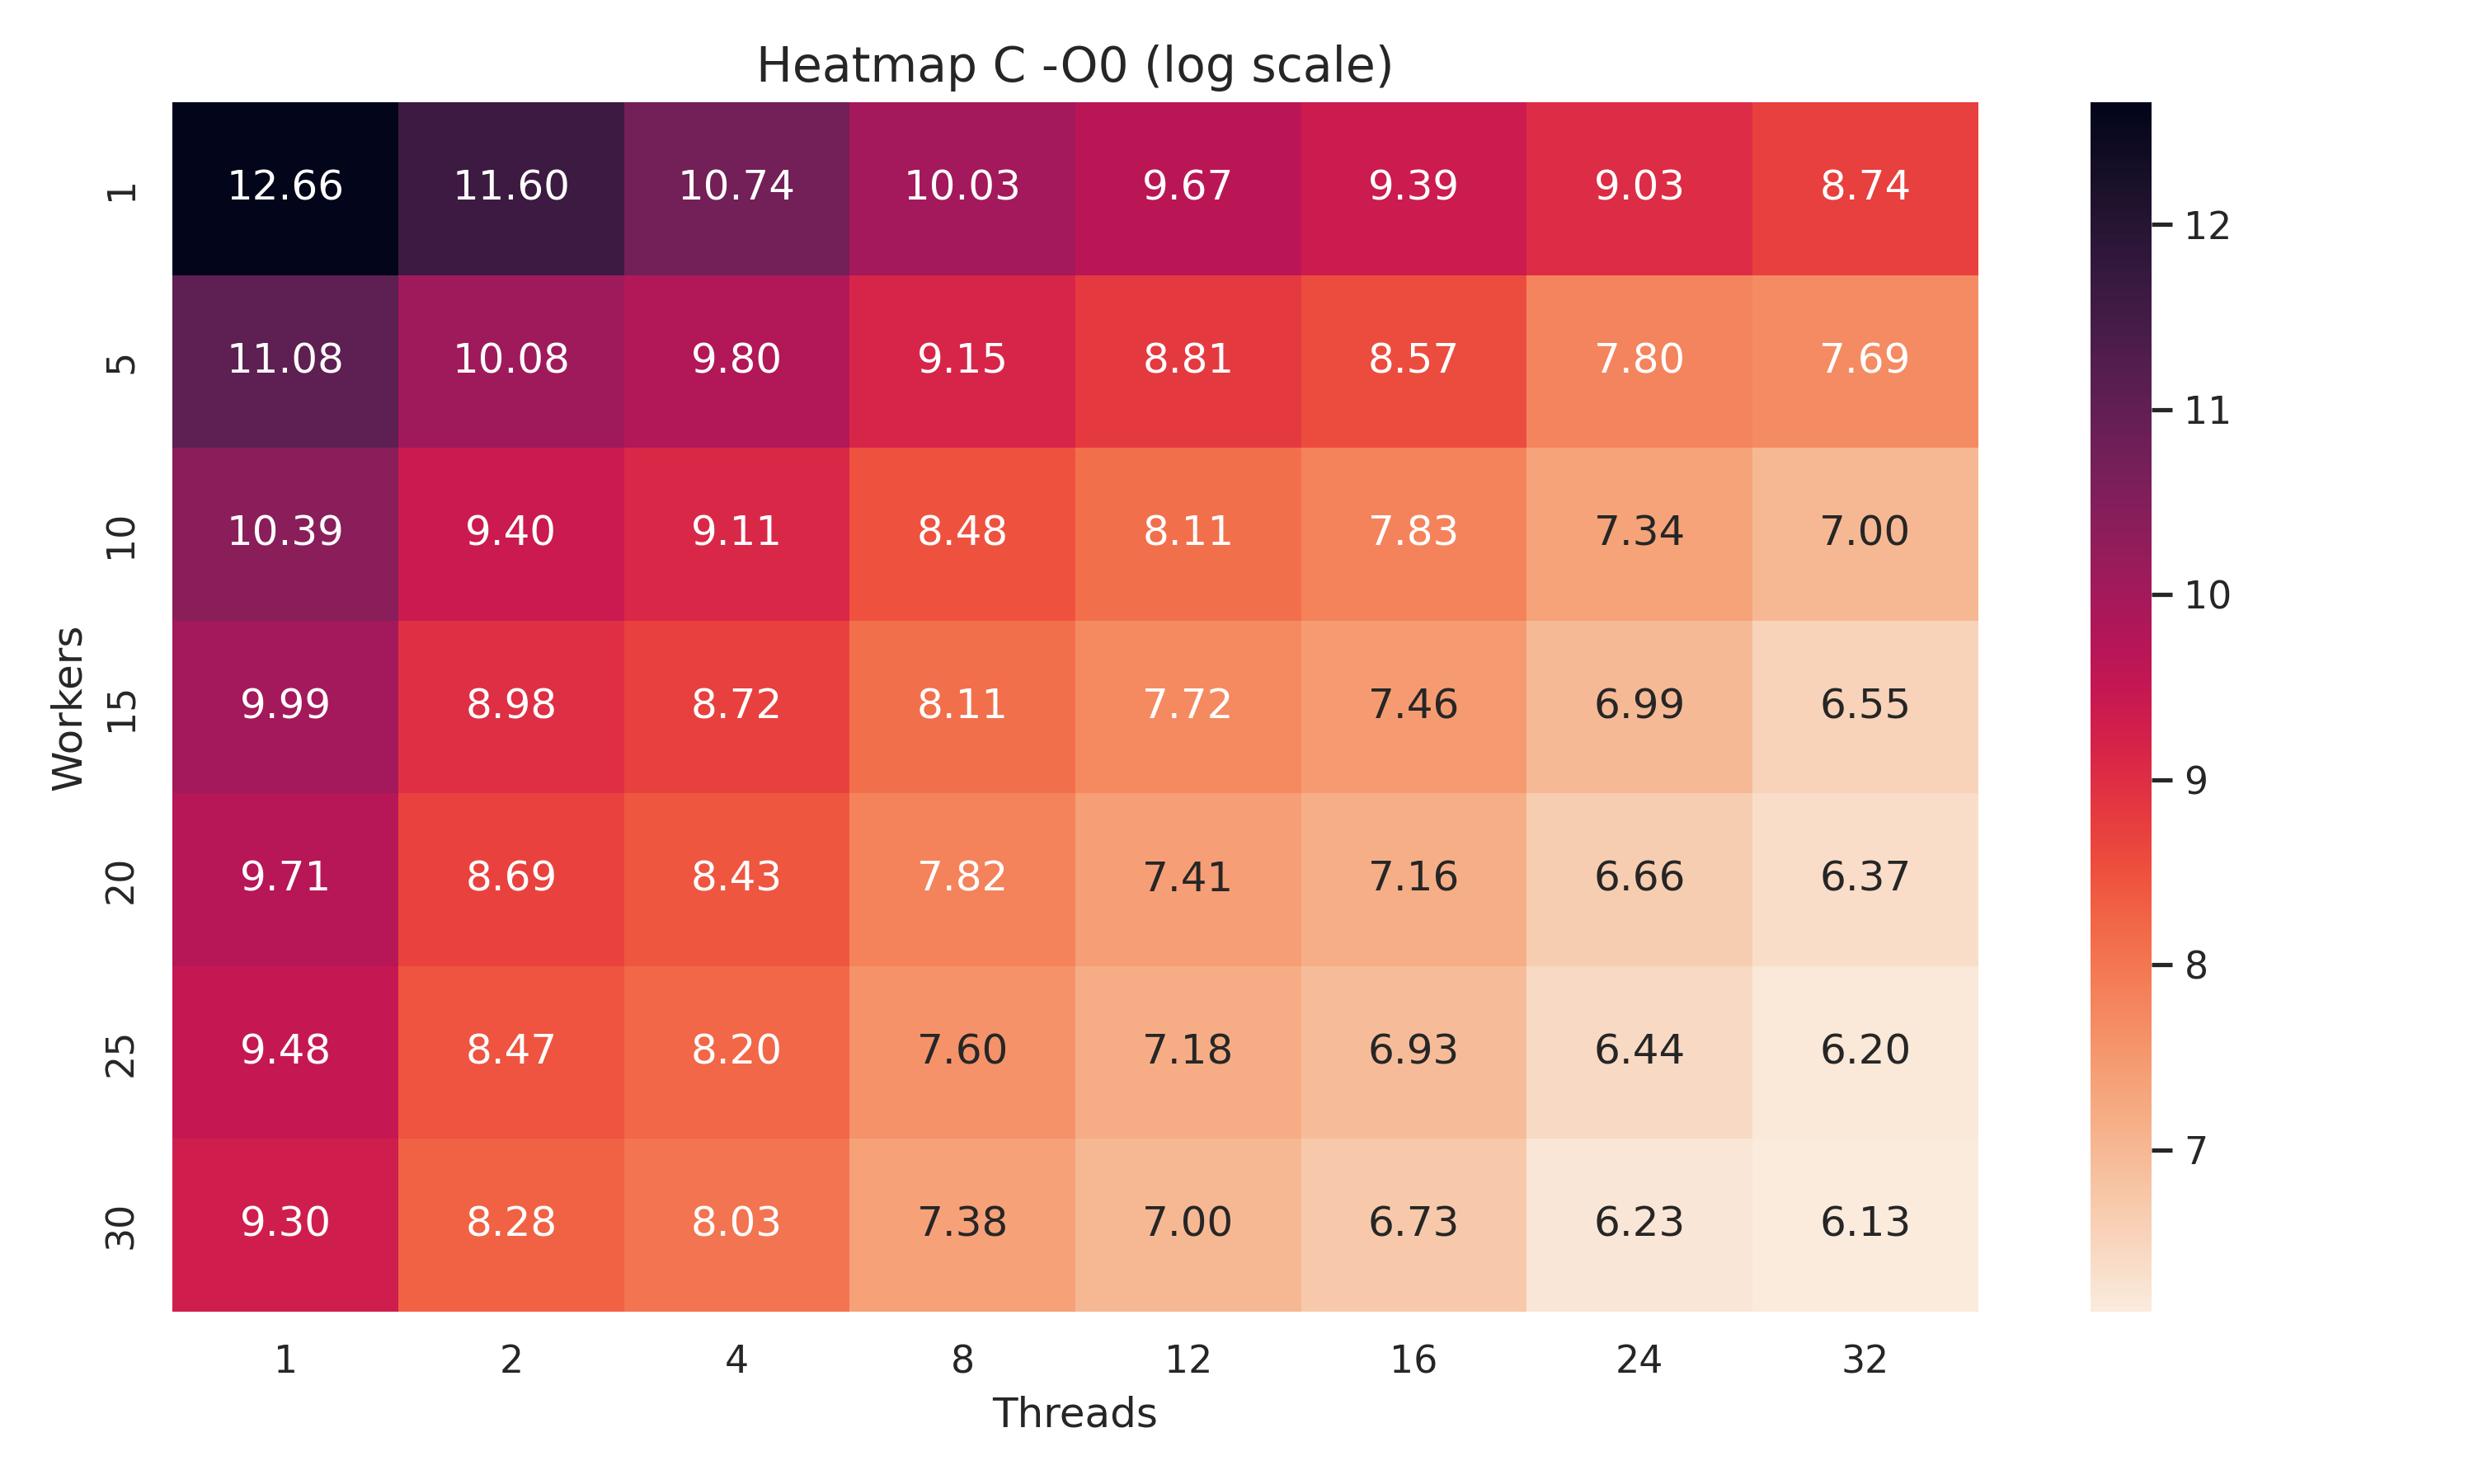 Heatmap C -O0 (log scale)
1 12.66 11.60 10.74 10.03 9.67 9.39 9.03 8.74
5 11.08 10.08 9.80 9.15 8.81 8.57 7.80 7.69
10 10.39 9.40 9.11 8.48 8.11 7.83 7.34 7.00
15 9.99 8.98 8.72 8.11 7.72 7.46 6.99 6.55
20 9.71 8.69 8.43 7.82 7.41 7.16 6.66 6.37
25 9.48 8.47 8.20 7.60 7.18 6.93 6.44 6.20
30 9.30 8.28 8.03 7.38 7.00 6.73 6.23 6.13
Workers
1 2 4 8 12 16 24 32
Threads
12
11
10
9
8
7